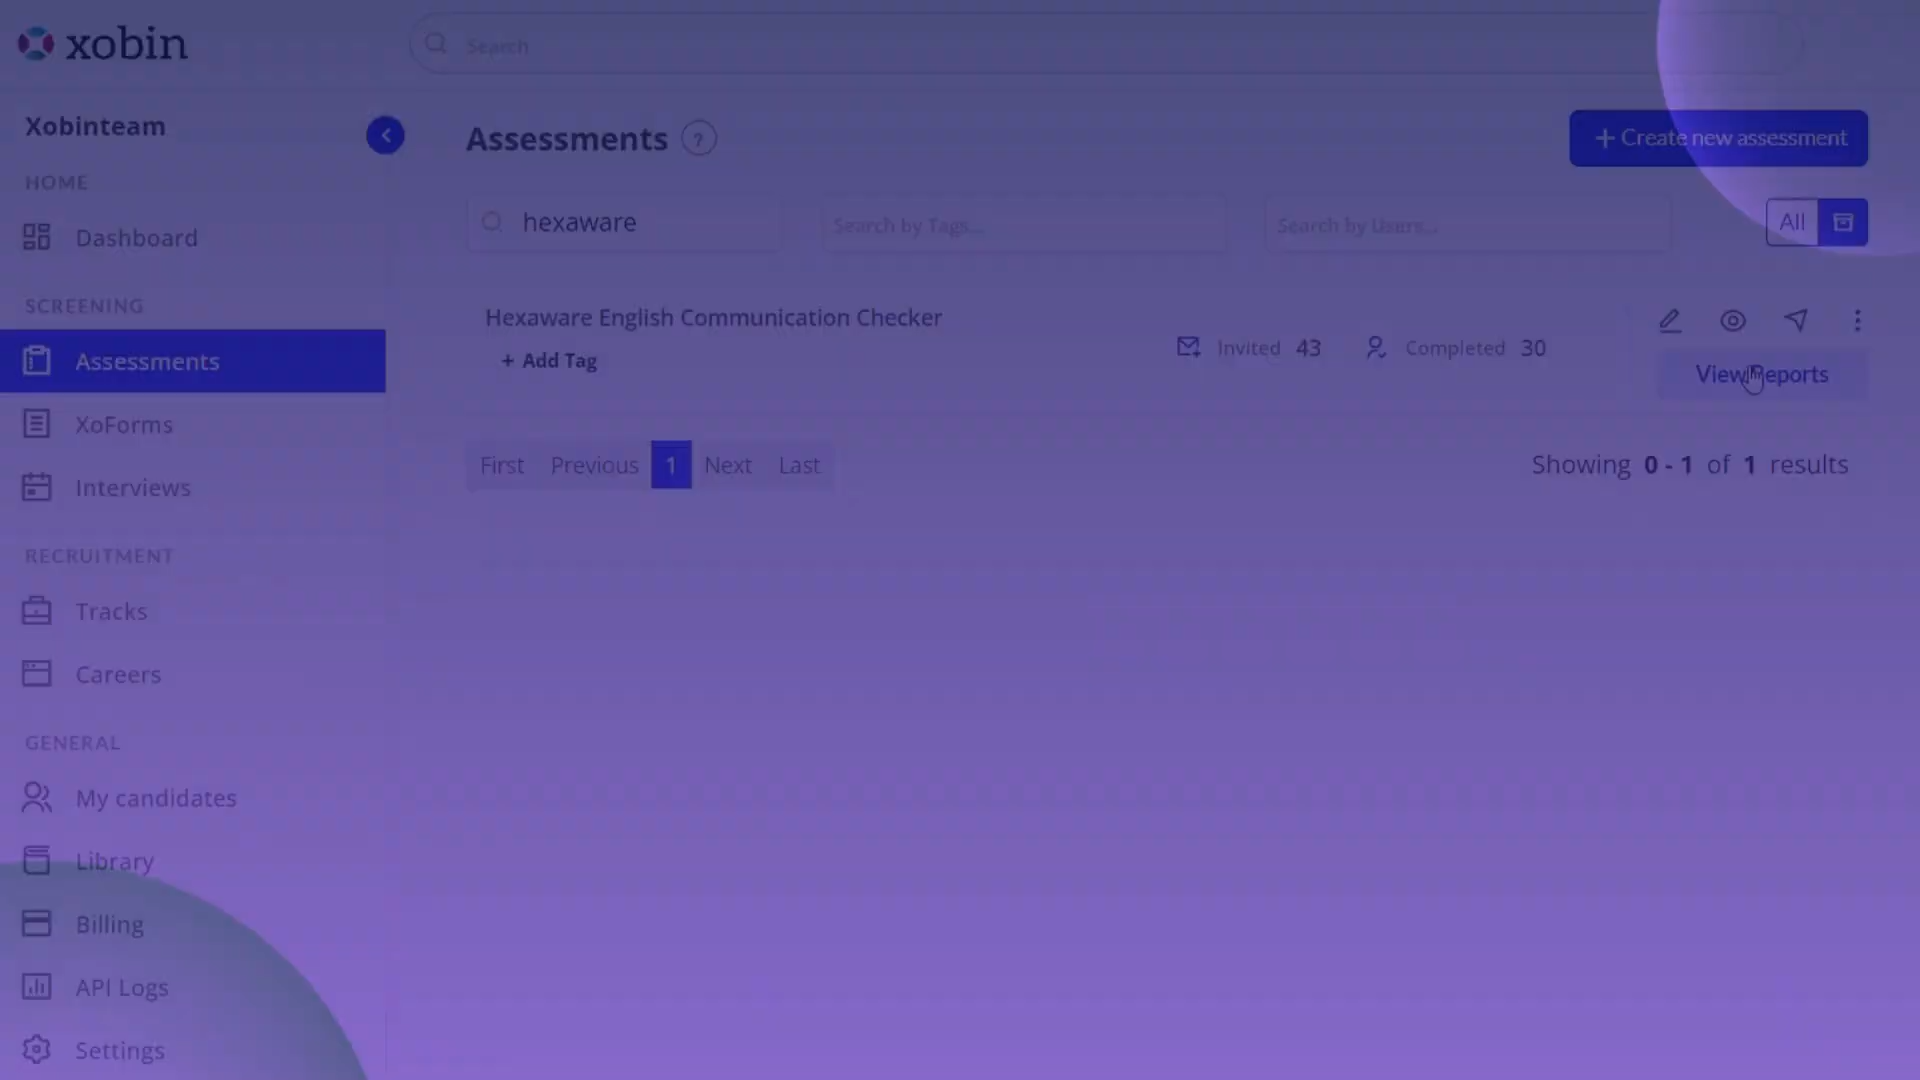 xobin
Search
Xobinteam
Assessments ?
+ Create new assessment
HOME
hexaware
Search by Tags...
Search by Users...
All
Dashboard
SCREENING
Hexaware English Communication Checker
Invited 43
Completed 30
+ Add Tag
View Reports
Assessments
XoForms
First Previous 1 Next Last
Showing 0 - 1 of 1 results
Interviews
RECRUITMENT
Tracks
Careers
GENERAL
My candidates
Library
Billing
API Logs
Settings